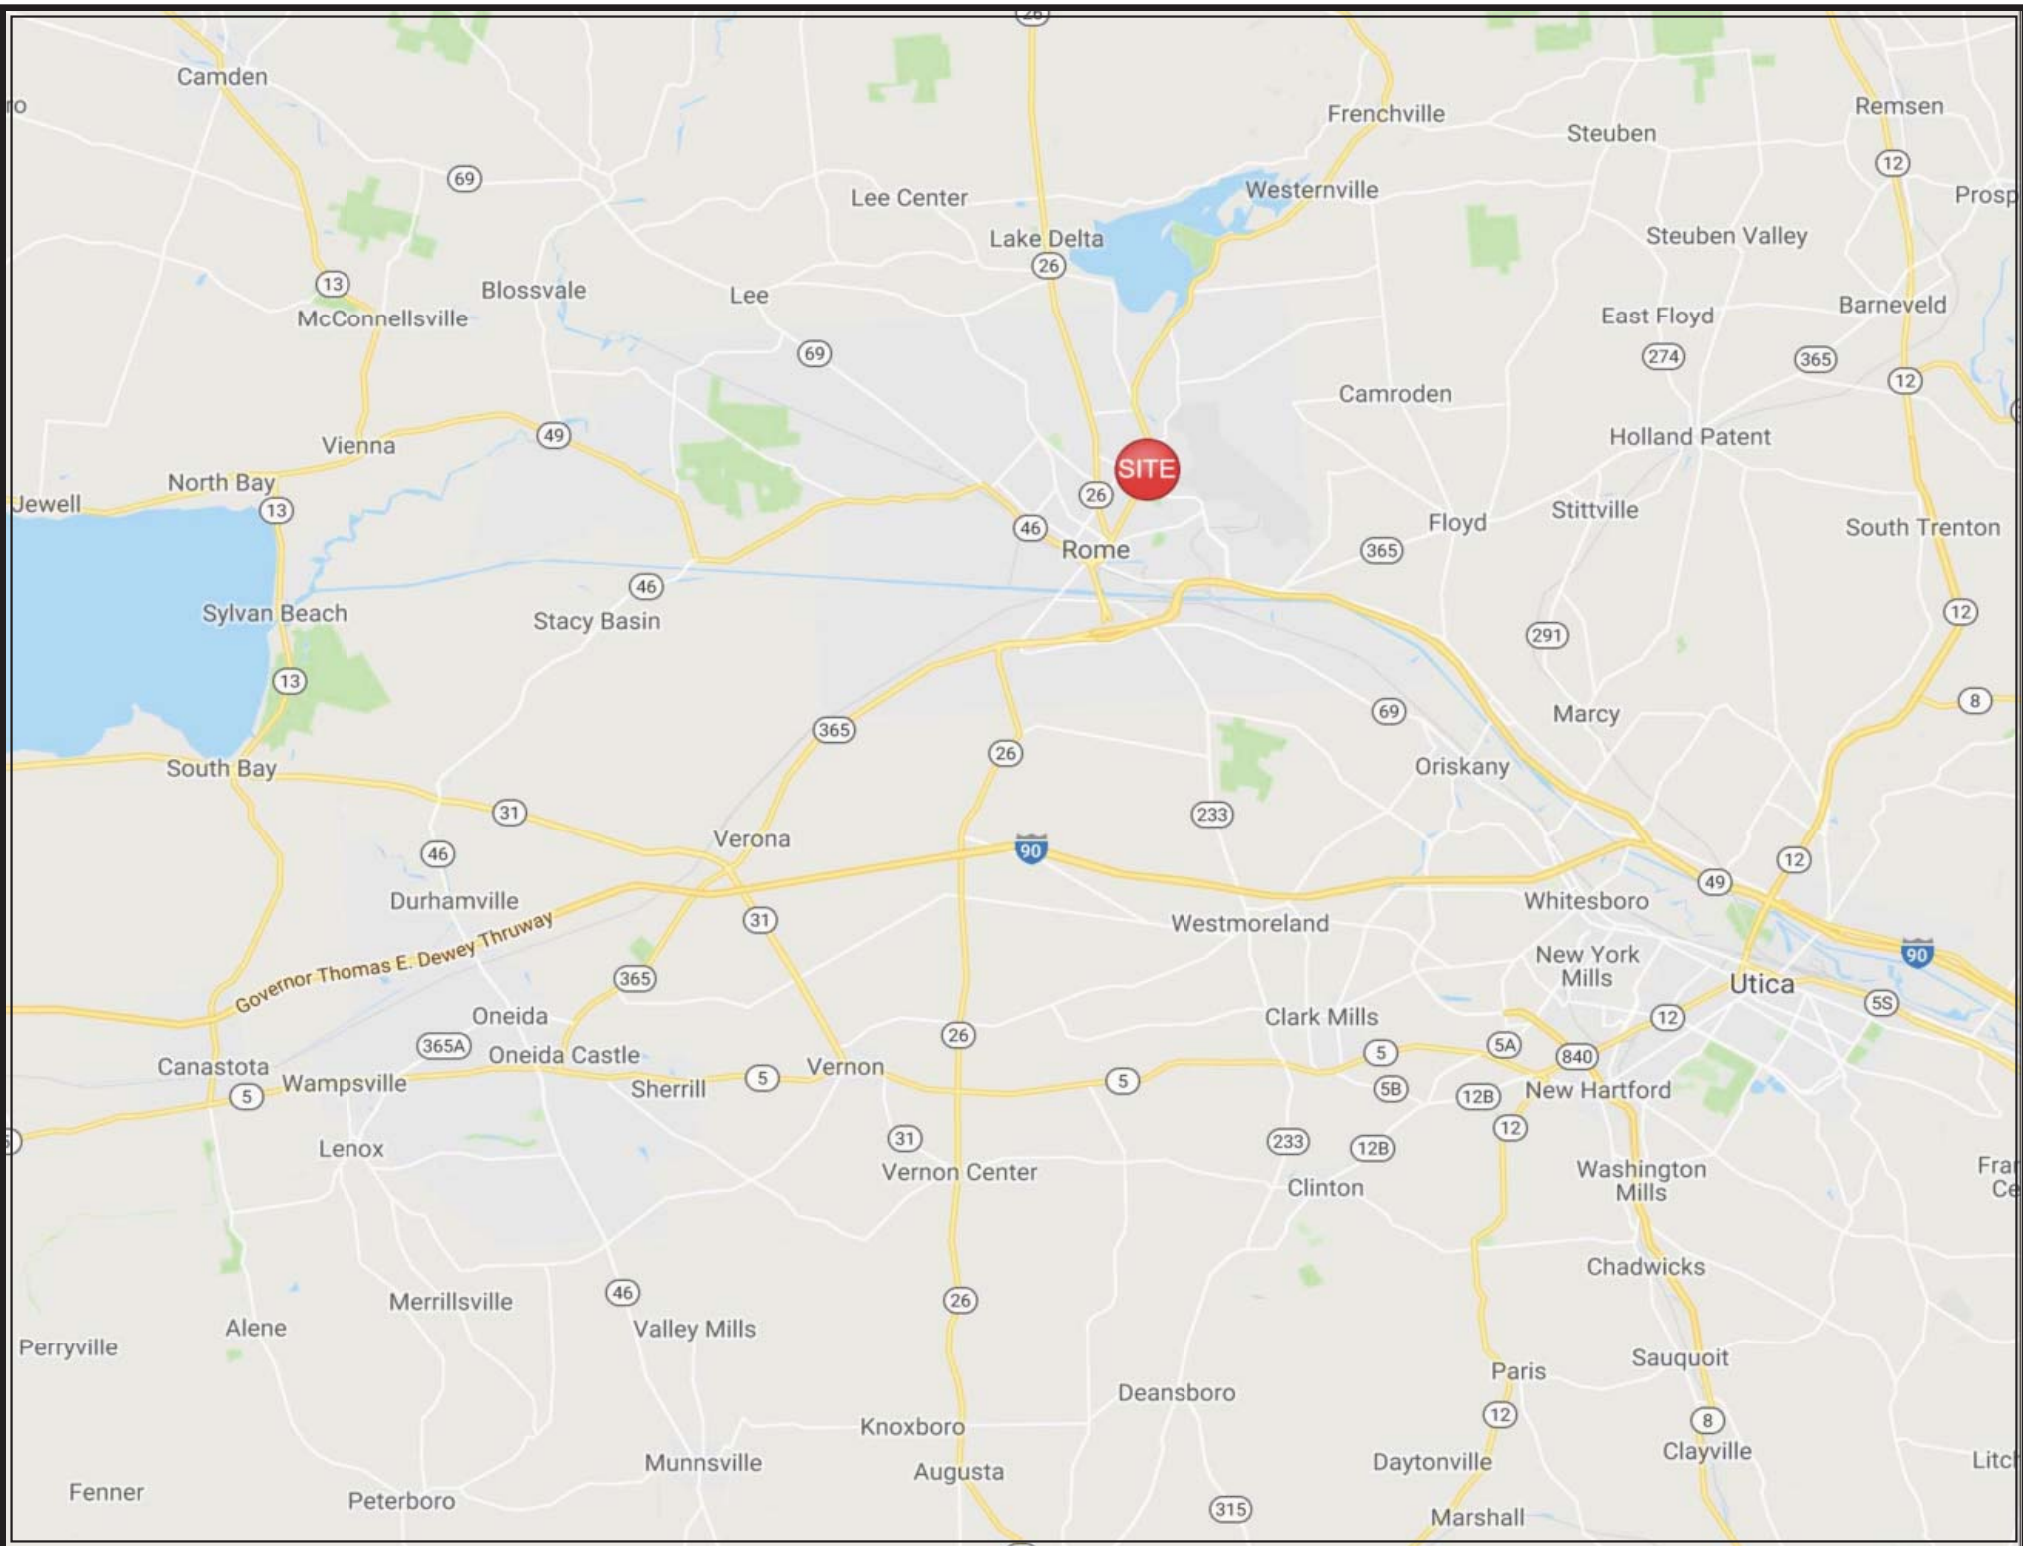 26
Camden
ro
Frenchville
Remsen
Steuben
12
69
Westernville
Lee Center
Prosp
Lake Delta
Steuben Valley
26
13
Blossvale
Lee
Barneveld
McConnellsville
East Floyd
69
274
365
12
Camroden
49
Holland Patent
Vienna
SITE
North Bay
26
Jewell
13
Stittville
Floyd
46
South Trenton
Rome
365
46
Sylvan Beach
12
Stacy Basin
291
13
8
69
Marcy
365
26
South Bay
Oriskany
31
233
Verona
90
46
12
49
Durhamville
Whitesboro
31
Westmoreland
Governor Thomas E. Dewey Thruway
New York
Mills
90
365
Utica
5S
Oneida
Clark Mills
12
26
365A
5A
Oneida Castle
5
840
Canastota
Vernon
Wampsville
5
5
Sherrill
5
5B
12B
New Hartford
12
31
233
12B
Lenox
Vernon Center
Washington
Mills
Fran
Ce
Clinton
Chadwicks
46
26
Merrillsville
Alene
Valley Mills
Perryville
Sauquoit
Paris
Deansboro
12
8
Knoxboro
Clayville
Munnsville
Daytonville
Litch
Augusta
Fenner
Peterboro
315
Marshall